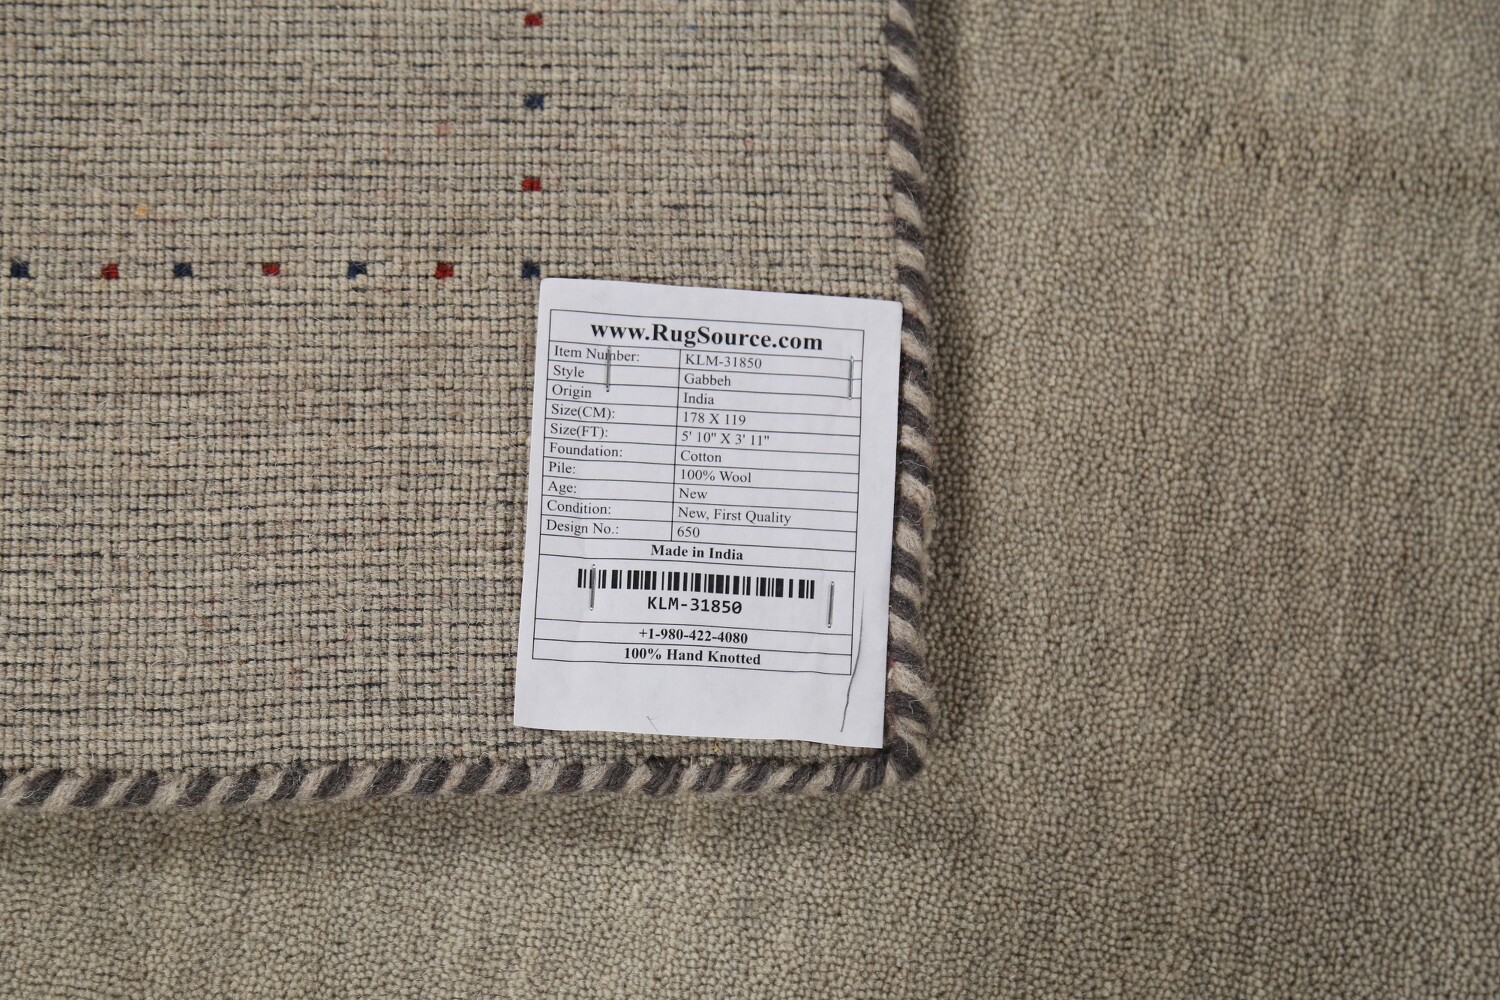 www.RugSource.com
Item Number: KLM-31850
Style Gabbeh
Origin India
Size(CM): 178 X 119
Size(FT): 5' 10" X 3' 11"
Foundation: Cotton
Pile: 100% Wool
Age: New
Condition: New, First Quality
Design No.: 650
Made in India
KLM-31850
+1-980-422-4080
100% Hand Knotted